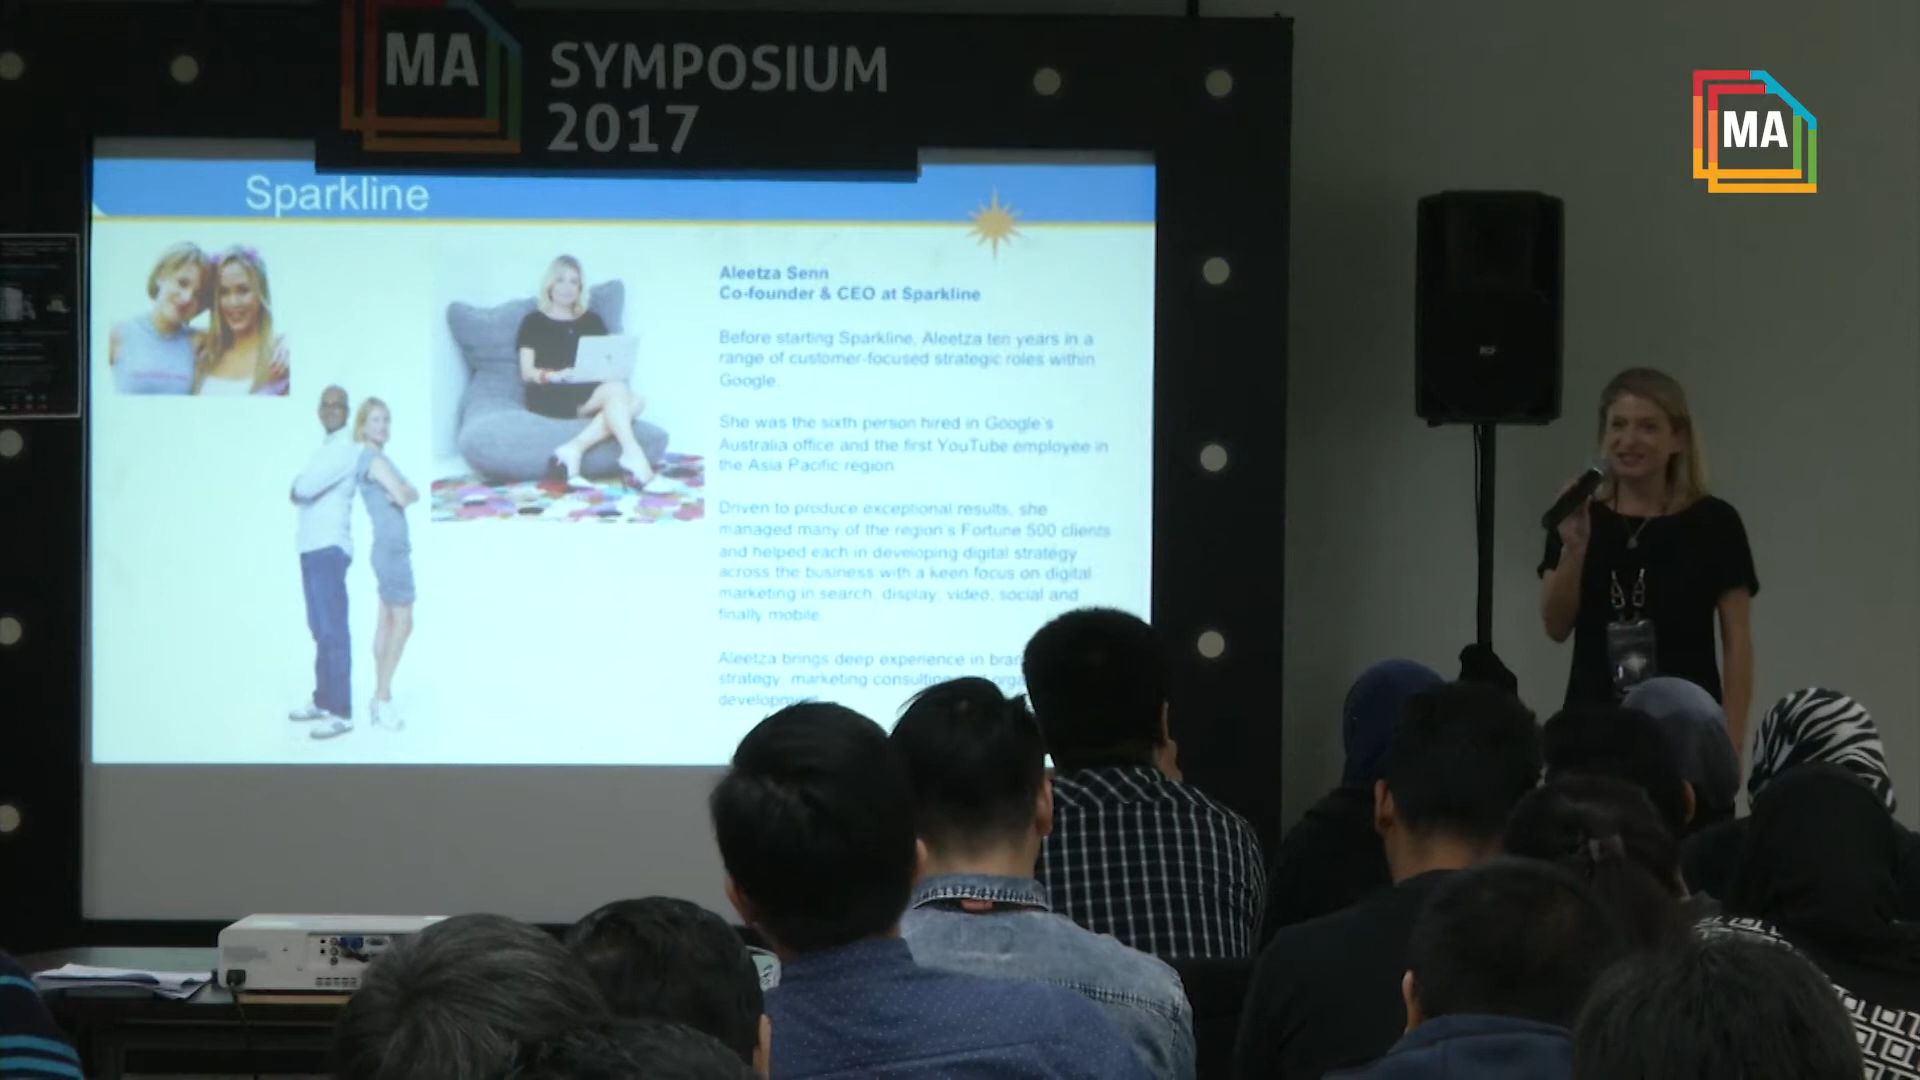 MA
SYMPOSIUM
2017
MA
Sparkline
Aleetza Senn
Co-founder & CEO at Sparkline
Before starting Sparkline, Aleetza ten years in a
range of customer-focused strategic roles within
Google.
She was the sixth person hired in Google's
Australia office and the first YouTube employee in
the Asia Pacific region
Driven to produce exceptional results, she
managed many of the region's Fortune 500 clients
and helped each in developing digital strategy
across the business with a keen focus on digital
marketing in search, display, video, social and
finally mobile
Aleetza brings deep experience in
strategy, marketing